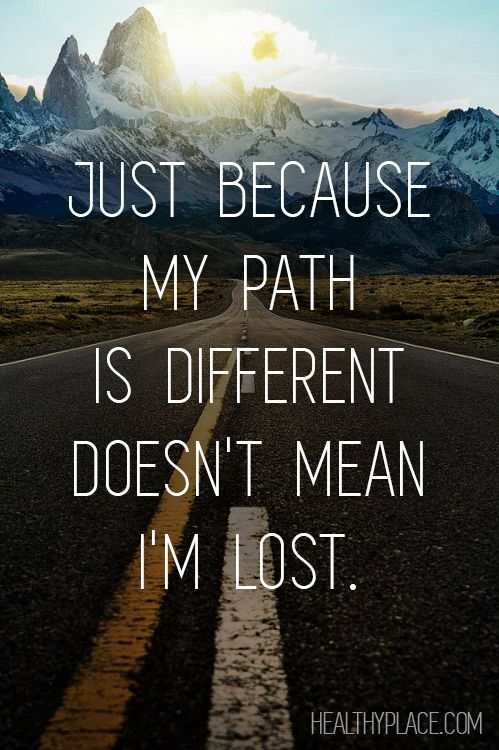 JUST BECAUSE
MY PATH
IS DIFFERENT
DOESN'T MEAN
I'M LOST.
HEALTHYPLACE.COM